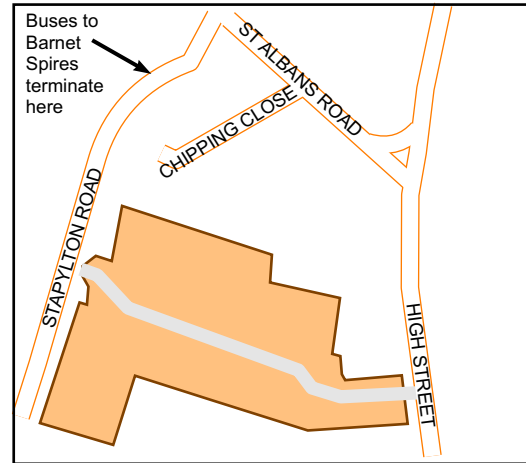 Buses to
Barnet
Spires
terminate
here
ST ALBANS ROAD
CHIPPING CLOSE
STAPYLTON ROAD
HIGH STREET